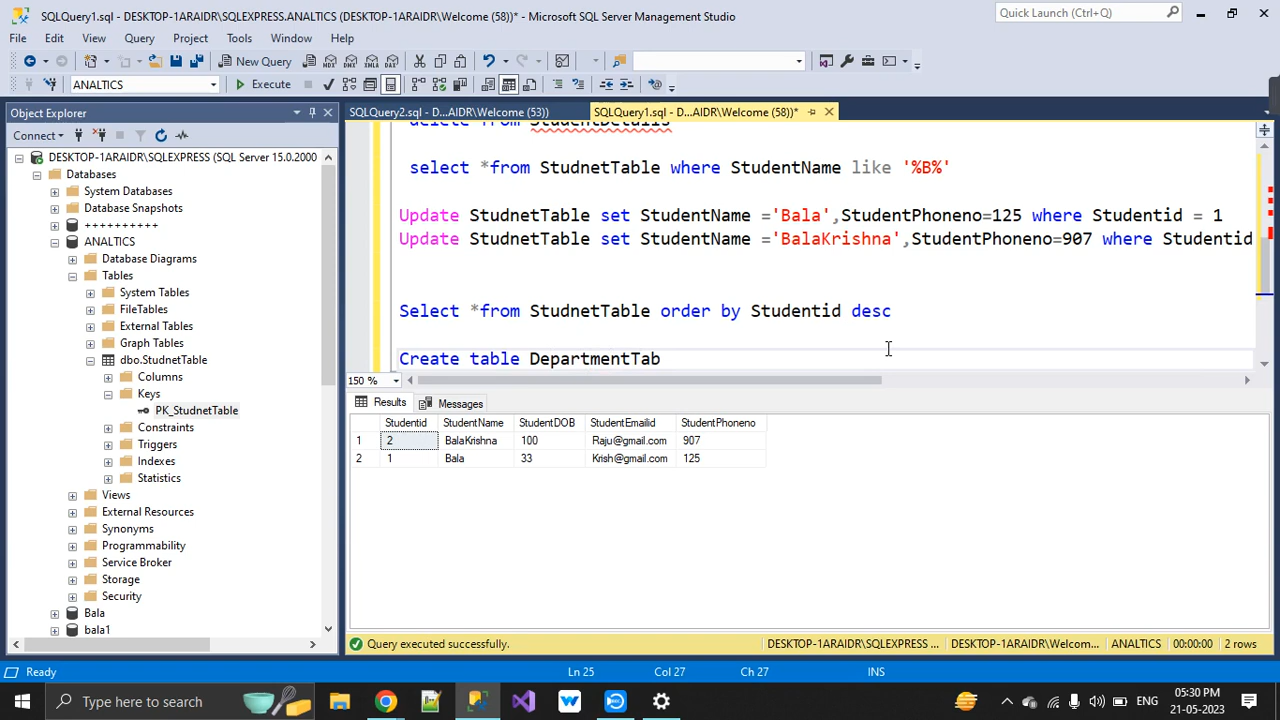 SQLQuery1.sql - DESKTOP-1ARAIDR\SQLEXPRESS.ANALTICS (DESKTOP-1ARAIDR\Welcome (58))* - Microsoft SQL Server Management Studio
Quick Launch (Ctrl+Q)
File Edit View Query Project Tools Window Help
New Query MDX DMX XMLA DAX
ANALTICS Execute
Object Explorer
SQLQuery2.sql - D...AIDR\Welcome (53))
SQLQuery1.sql - D...AIDR\Welcome (58))*
Connect
DESKTOP-1ARAIDR\SQLEXPRESS (SQL Server 15.0.2000
Databases
System Databases
Database Snapshots
++++++++++
ANALTICS
Database Diagrams
Tables
System Tables
FileTables
External Tables
Graph Tables
dbo.StudnetTable
Columns
Keys
PK_StudnetTable
Constraints
Triggers
Indexes
Statistics
Views
External Resources
Synonyms
Programmability
Service Broker
Storage
Security
Bala
bala1
delete from StudentDetails
select *from StudnetTable where StudentName like '%B%'
Update StudnetTable set StudentName ='Bala',StudentPhoneno=125 where Studentid = 1
Update StudnetTable set StudentName ='BalaKrishna',StudentPhoneno=907 where Studentid
Select *from StudnetTable order by Studentid desc
Create table DepartmentTab
150 %
Results Messages
Studentid StudentName StudentDOB StudentEmailid StudentPhoneno
1 2 BalaKrishna 100 Raju@gmail.com 907
2 1 Bala 33 Krish@gmail.com 125
Query executed successfully. DESKTOP-1ARAIDR\SQLEXPRESS ... DESKTOP-1ARAIDR\Welcom... ANALTICS 00:00:00 2 rows
Ready Ln 25 Col 27 Ch 27 INS
Type here to search
ENG
05:30 PM
21-05-2023